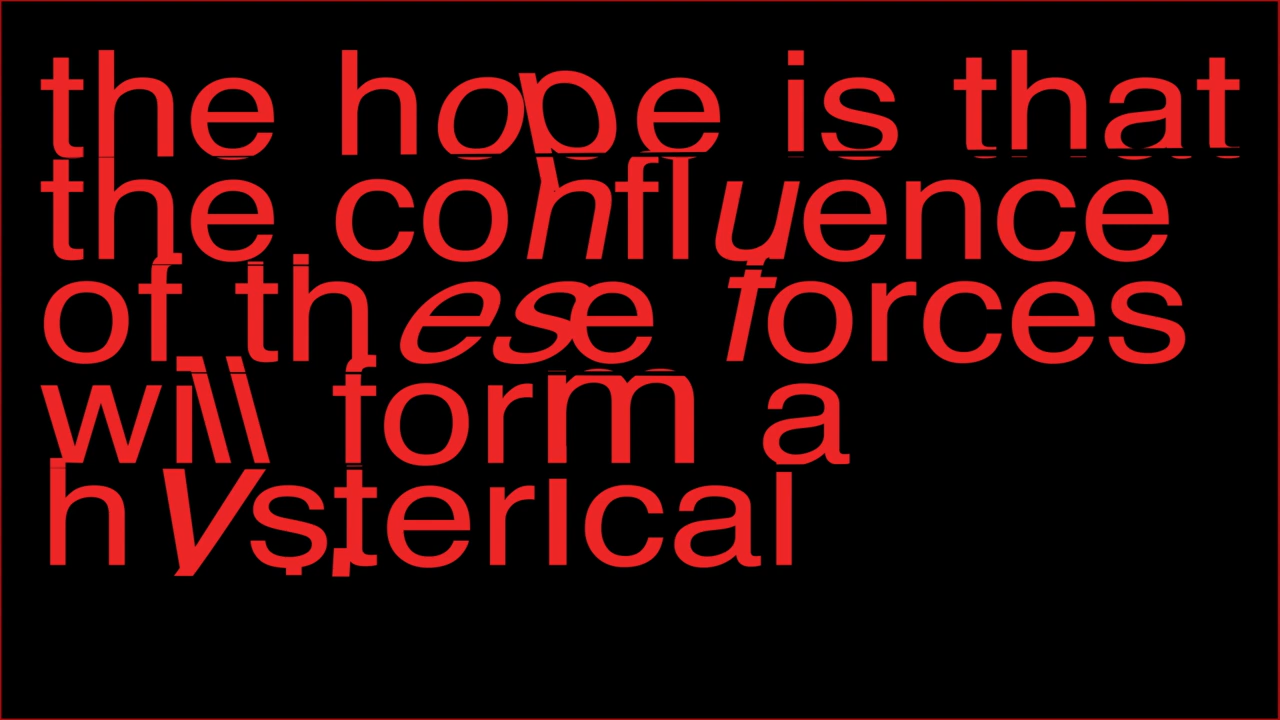 the hope is that
the confluence
of these forces
will form a
hysterical